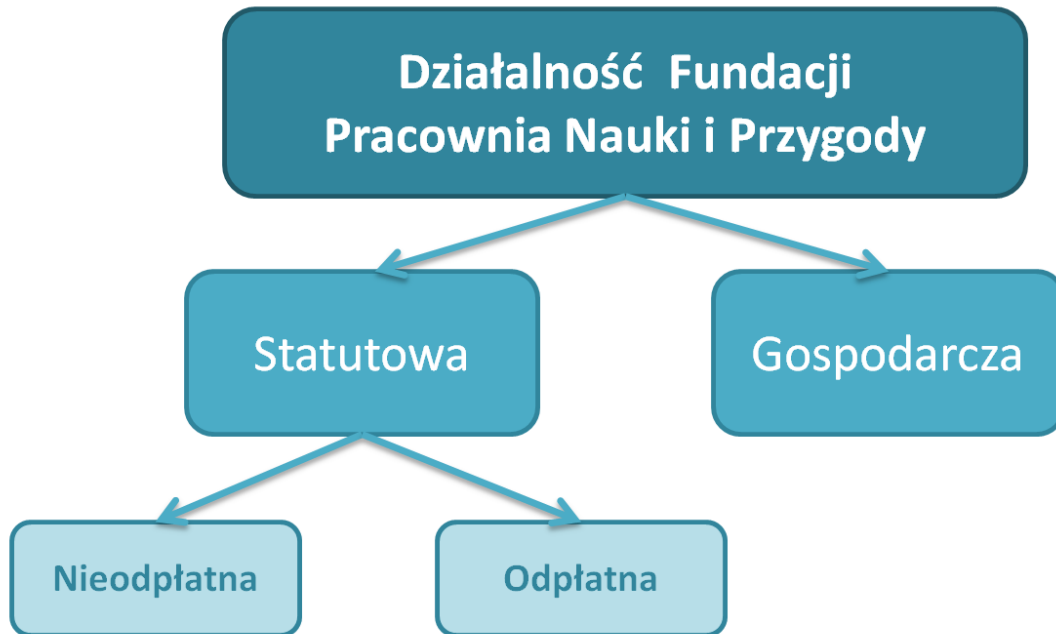 Działalność Fundacji
Pracownia Nauki i Przygody
Statutowa
Gospodarcza
Nieodpłatna
Odpłatna